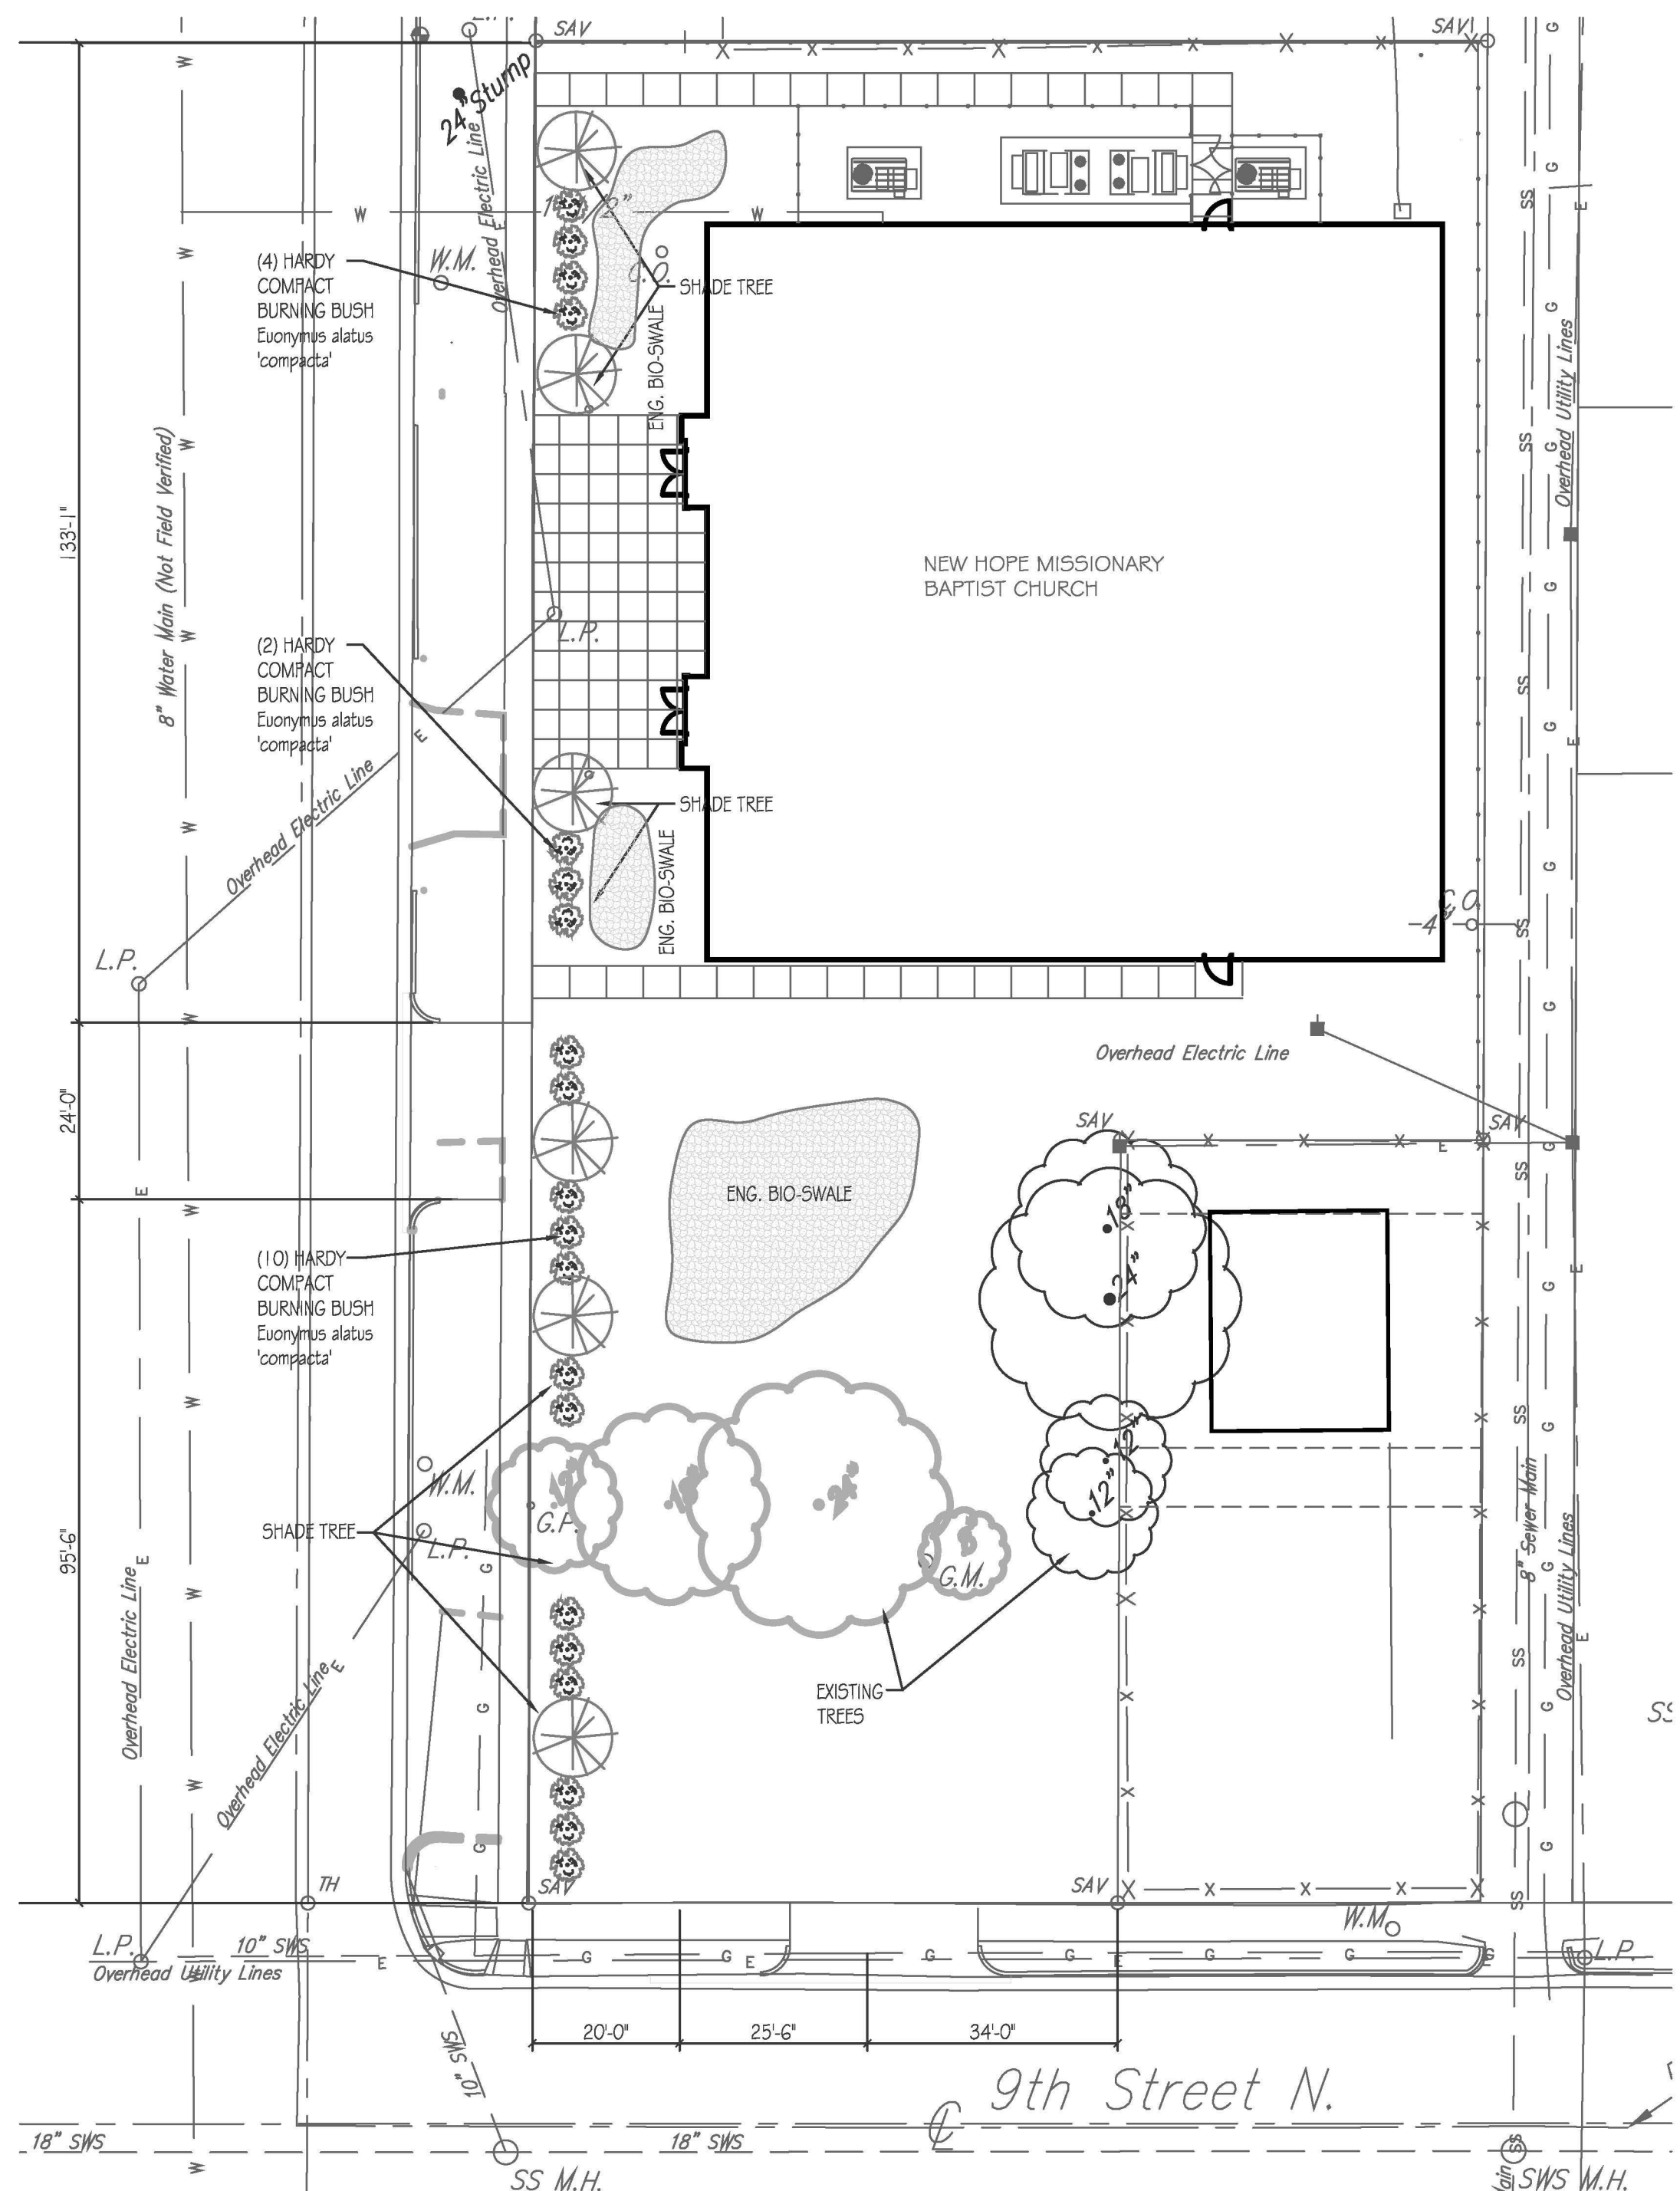 SAV
SAV
24" Stump
Overhead Electric Line
E
W
W
(4) HARDY
COMPACT
BURNING BUSH
Euonymus alatus
'compacta'
W.M.
SHADE TREE
ENG. BIO-SWALE
8" Water Main (Not Field Verified)
133'-1"
NEW HOPE MISSIONARY
BAPTIST CHURCH
Overhead Utility Lines
L.P.
(2) HARDY
COMPACT
BURNING BUSH
Euonymus alatus
'compacta'
E
Overhead Electric Line
SHADE TREE
ENG. BIO-SWALE
L.P.
4"
C.O.
Overhead Electric Line
24'-0"
SAV
SAV
ENG. BIO-SWALE
18"
24"
(10) HARDY
COMPACT
BURNING BUSH
Euonymus alatus
'compacta'
12"
12"
W.M.
G.P.
L.P.
SHADE TREE
G.M.
95'-6"
8" Sewer Main
Overhead Utility Lines
Overhead Electric Line
Overhead Electric Line
EXISTING
TREES
TH
SAV
SAV
W.M.
L.P.
10" SWS
Overhead Utility Lines
L.P.
20'-0"
25'-6"
34'-0"
10" SWS
9th Street N.
18" SWS
18" SWS
SS M.H.
SWS M.H.